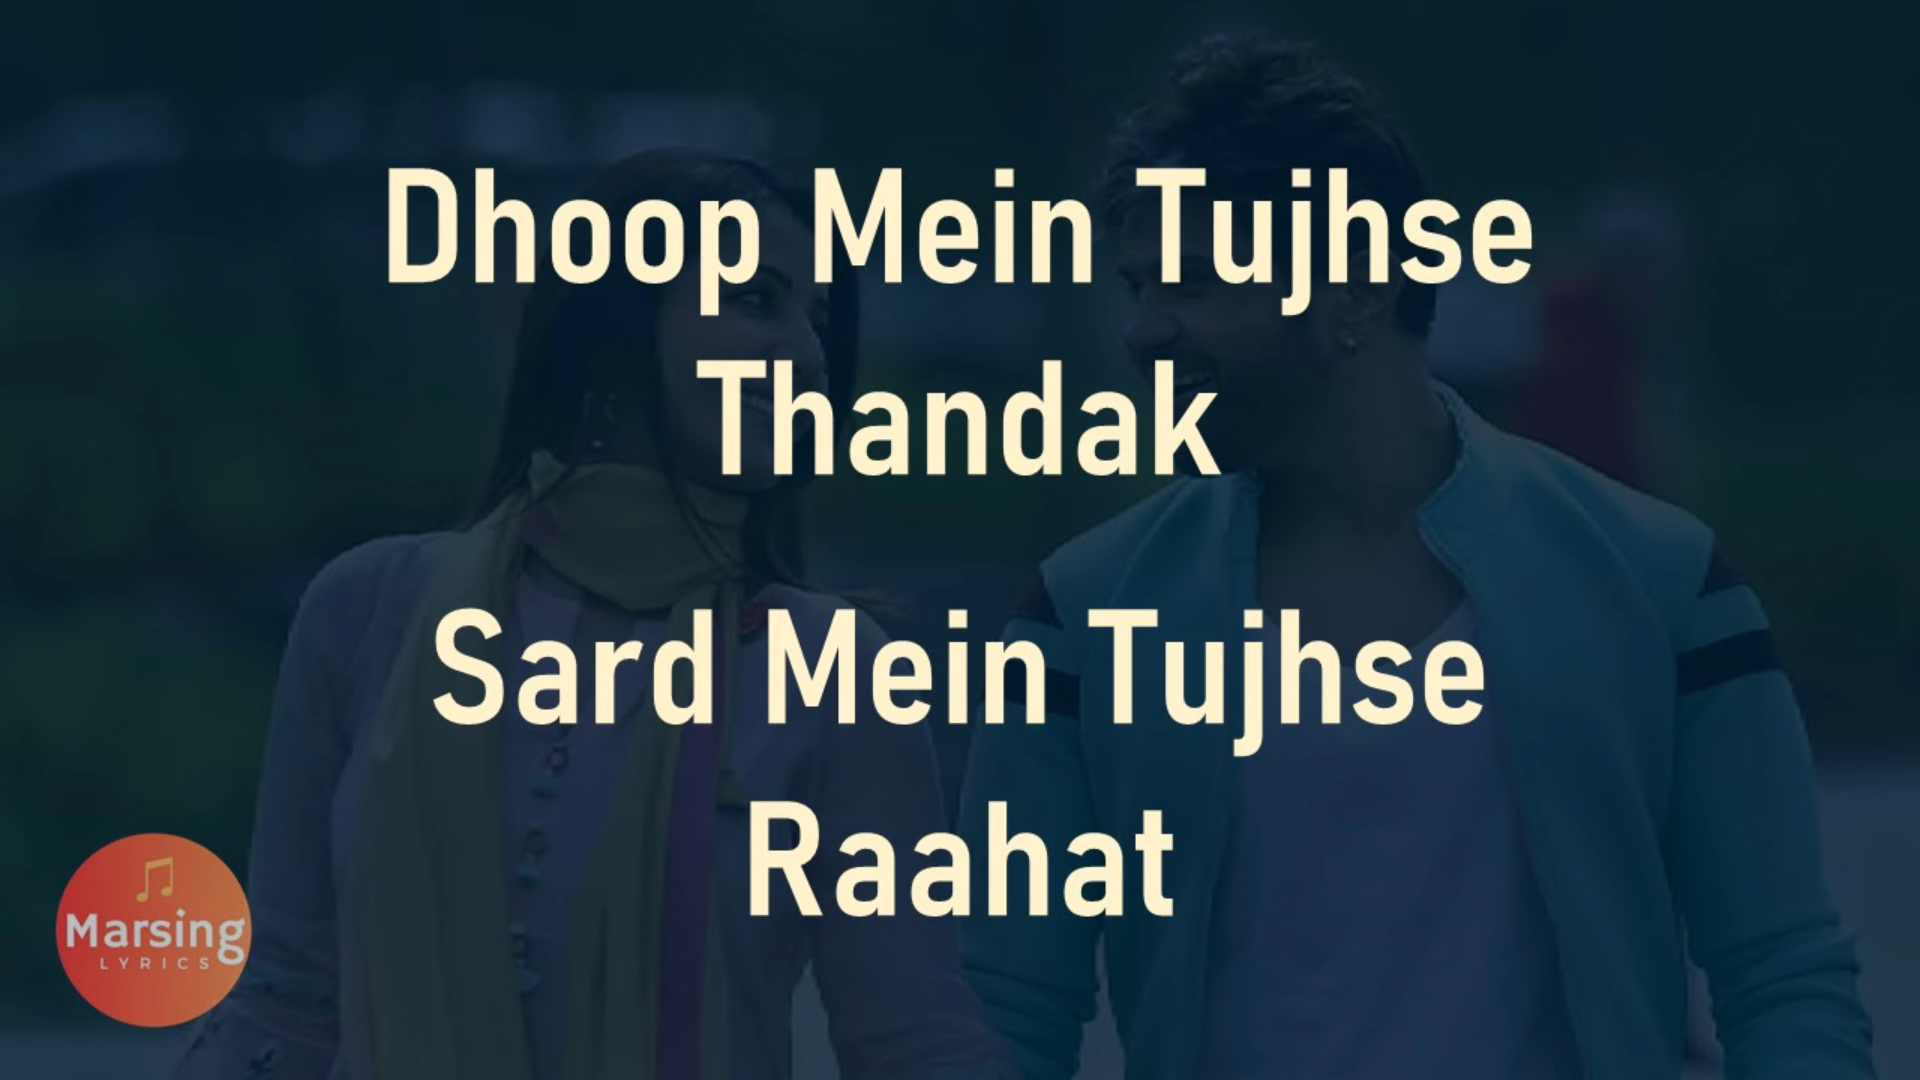 Dhoop Mein Tujhse
Thandak
Sard Mein Tujhse
Raahat
Marsing
LYRICS